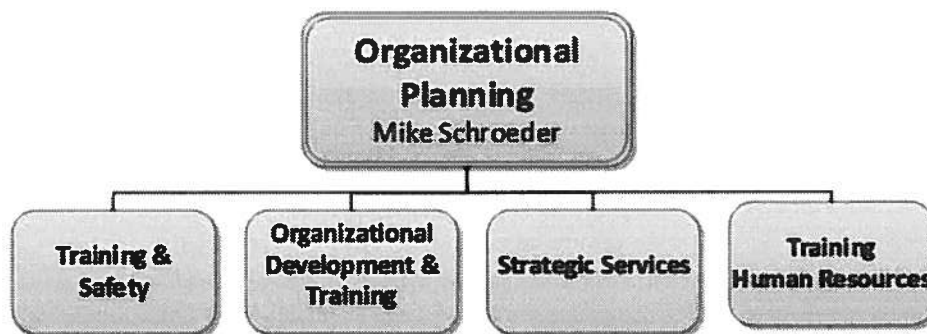 Organizational
Planning
Mike Schroeder
Training &
Safety
Organizational
Development &
Training
Strategic Services
Training
Human Resources